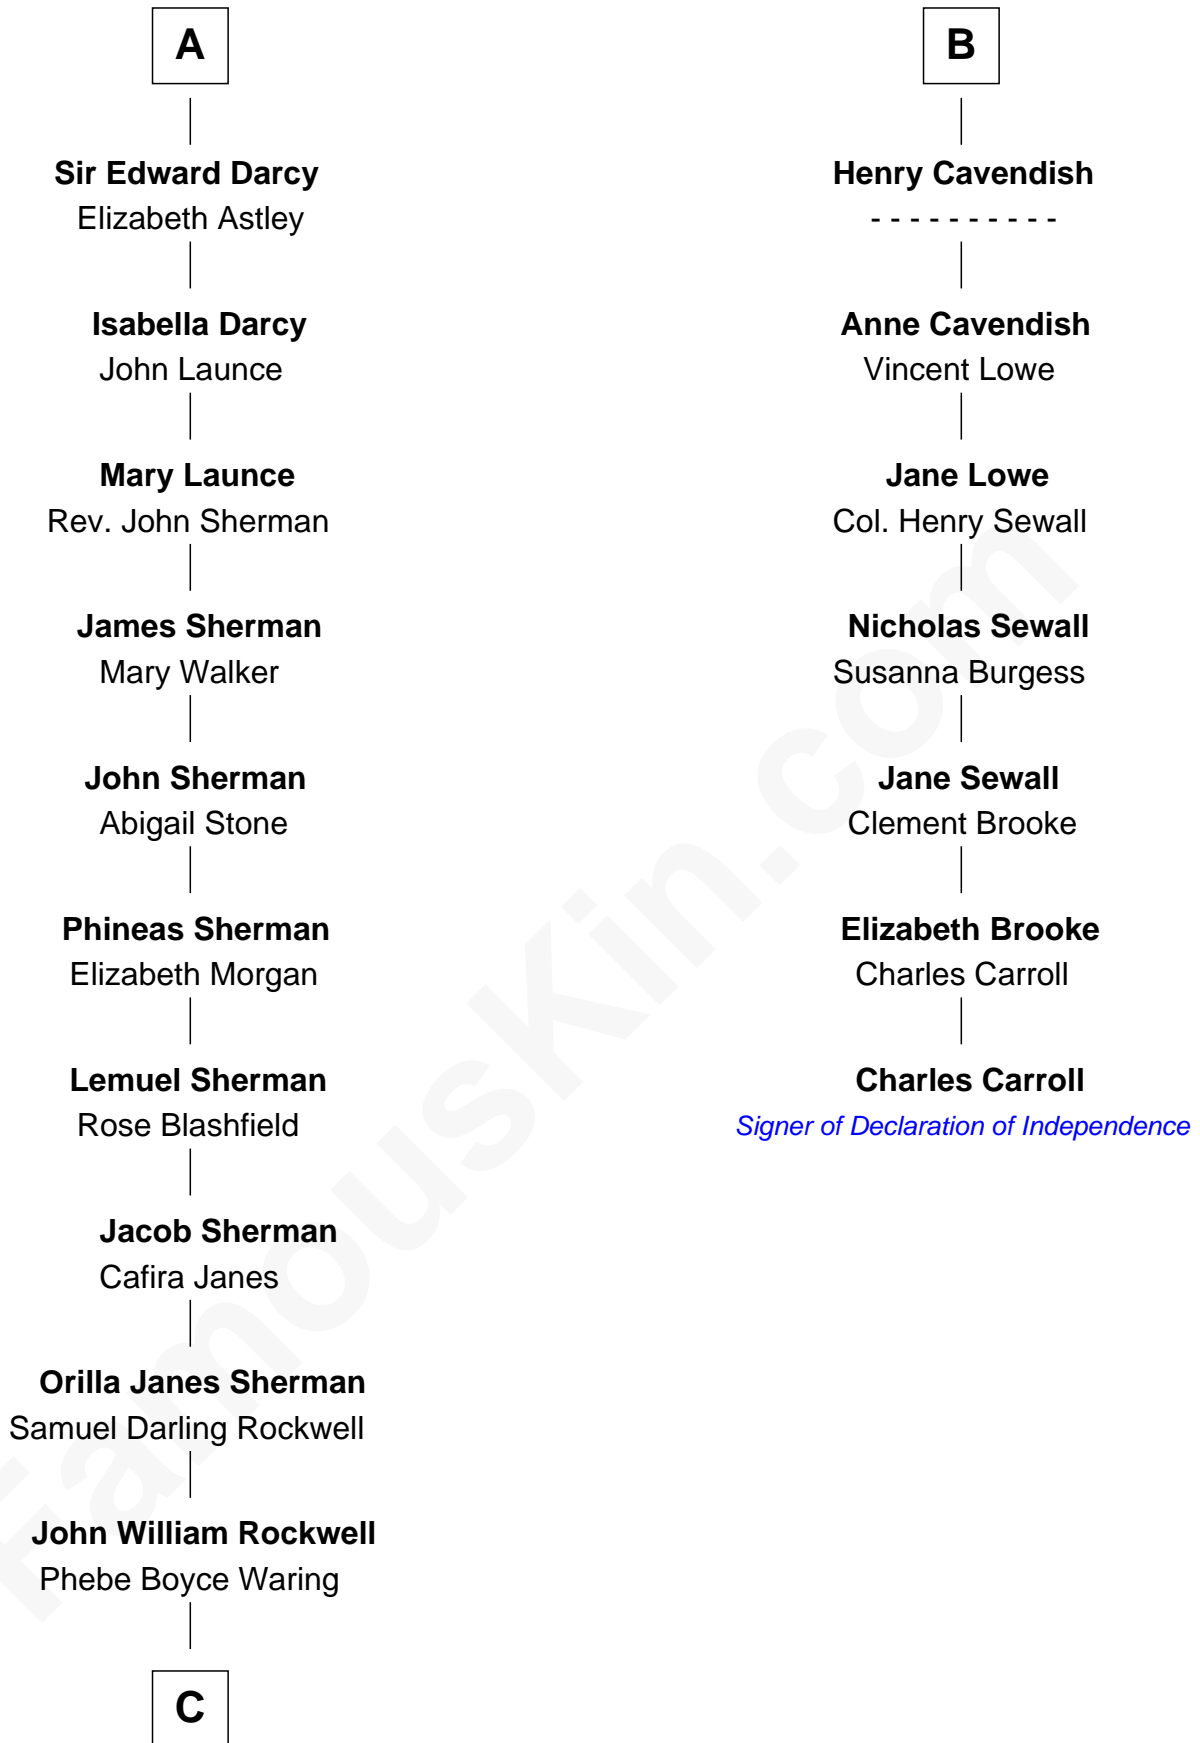 A
Sir Edward Darcy
Elizabeth Astley
Isabella Darcy
John Launce
Mary Launce
Rev. John Sherman
James Sherman
Mary Walker
John Sherman
Abigail Stone
Phineas Sherman
Elizabeth Morgan
Lemuel Sherman
Rose Blashfield
Jacob Sherman
Cafira Janes
Orilla Janes Sherman
Samuel Darling Rockwell
John William Rockwell
Phebe Boyce Waring
C
B
Henry Cavendish
- - - - - - - - - -
Anne Cavendish
Vincent Lowe
Jane Lowe
Col. Henry Sewall
Nicholas Sewall
Susanna Burgess
Jane Sewall
Clement Brooke
Elizabeth Brooke
Charles Carroll
Charles Carroll
Signer of Declaration of Independence
FamousKin.com